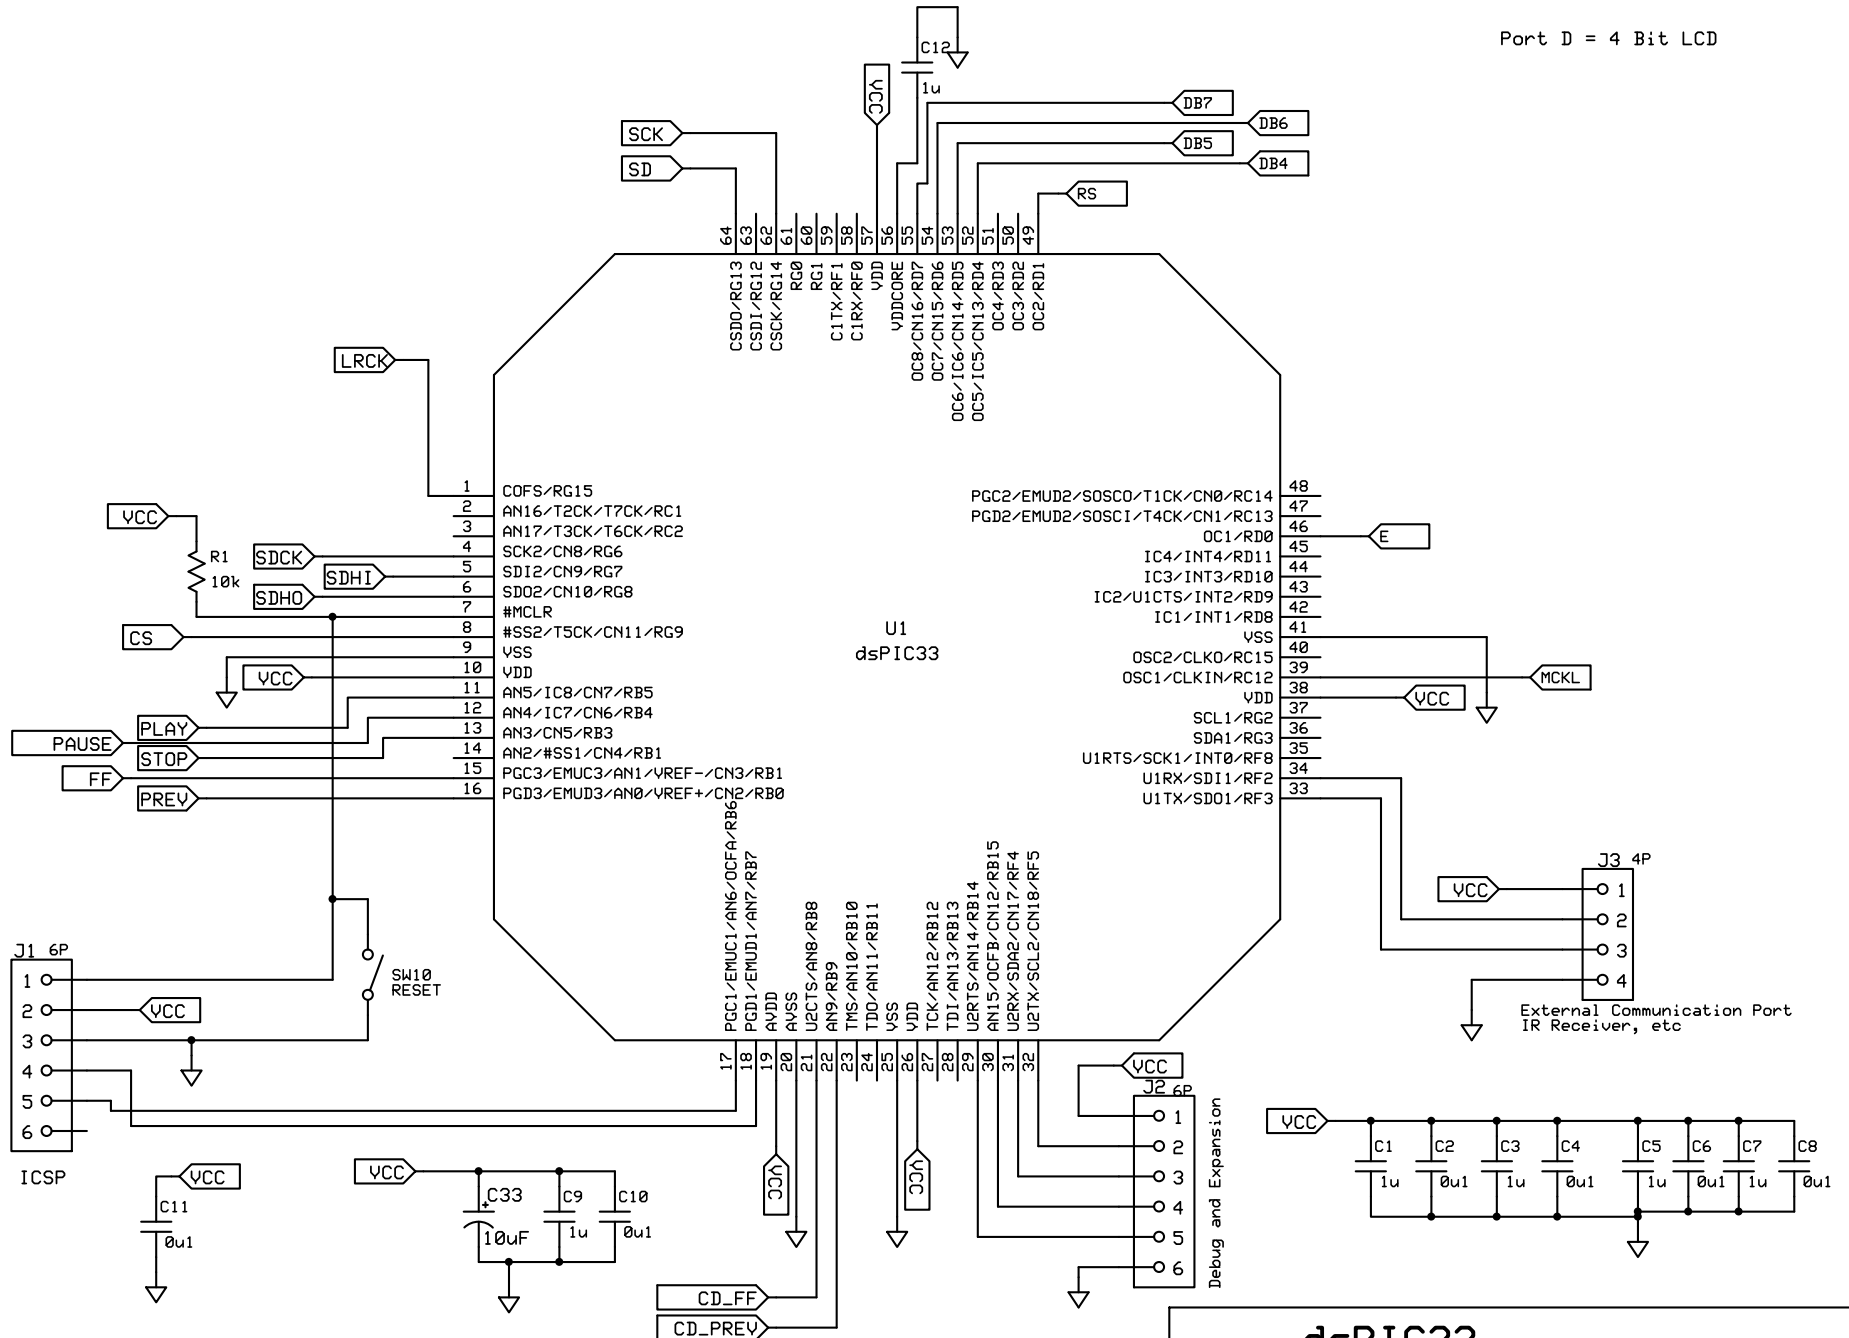 Port D = 4 Bit LCD
C12
1u
VCC
DB7
DB6
DB5
DB4
RS
SCK
SD
64
63
62
61
60
59
58
57
56
55
54
53
52
51
50
49
CSDO/RG13
CSDI/RG12
CSCK/RG14
RG0
RG1
C1TX/RF1
C1RX/RF0
VDD
VDDCORE
OC8/CN16/RD7
OC7/CN15/RD6
OC6/IC6/CN14/RD5
OC5/IC5/CN13/RD4
OC4/RD3
OC3/RD2
OC2/RD1
LRCK
VCC
R1
10k
SDCK
SDHI
SDHO
CS
VCC
PLAY
PAUSE
STOP
FF
PREV
1 COFS/RG15
2 AN16/T2CK/T7CK/RC1
3 AN17/T3CK/T6CK/RC2
4 SCK2/CN8/RG6
5 SDI2/CN9/RG7
6 SDO2/CN10/RG8
7 #MCLR
8 #SS2/T5CK/CN11/RG9
9 VSS
10 VDD
11 AN5/IC8/CN7/RB5
12 AN4/IC7/CN6/RB4
13 AN3/CN5/RB3
14 AN2/#SS1/CN4/RB1
15 PGC3/EMUC3/AN1/VREF-/CN3/RB1
16 PGD3/EMUD3/AN0/VREF+/CN2/RB0
U1
dsPIC33
PGC2/EMUD2/SOSCO/T1CK/CN0/RC14 48
PGD2/EMUD2/SOSCI/T4CK/CN1/RC13 47
OC1/RD0 46
IC4/INT4/RD11 45
IC3/INT3/RD10 44
IC2/U1CTS/INT2/RD9 43
IC1/INT1/RD8 42
VSS 41
OSC2/CLKO/RC15 40
OSC1/CLKIN/RC12 39
VDD 38
SCL1/RG2 37
SDA1/RG3 36
U1RTS/SCK1/INT0/RF8 35
U1RX/SDI1/RF2 34
U1TX/SDO1/RF3 33
E
MCKL
VCC
PGC1/EMUC1/AN6/OCFA/RB6
PGD1/EMUD1/AN7/RB7
AVDD
AVSS
U2CTS/AN8/RB8
AN9/RB9
TMS/AN10/RB10
TDO/AN11/RB11
VSS
VDD
TCK/AN12/RB12
TDI/AN13/RB13
U2RTS/AN14/RB14
AN15/OCFB/CN12/RB15
U2RX/SDA2/CN17/RF4
U2TX/SCL2/CN18/RF5
17
18
19
20
21
22
23
24
25
26
27
28
29
30
31
32
J3 4P
VCC
1
2
3
4
External Communication Port
IR Receiver, etc
J1 6P
1
2
3
4
5
6
VCC
ICSP
SW10
RESET
VCC
C11
0u1
VCC
C33
+
10uF
C9
1u
C10
0u1
VCC
VCC
CD_FF
CD_PREV
VCC
J2 6P
1
2
3
4
5
6
Debug and Expansion
VCC
C1
1u
C2
0u1
C3
1u
C4
0u1
C5
1u
C6
0u1
C7
1u
C8
0u1
dsPIC33